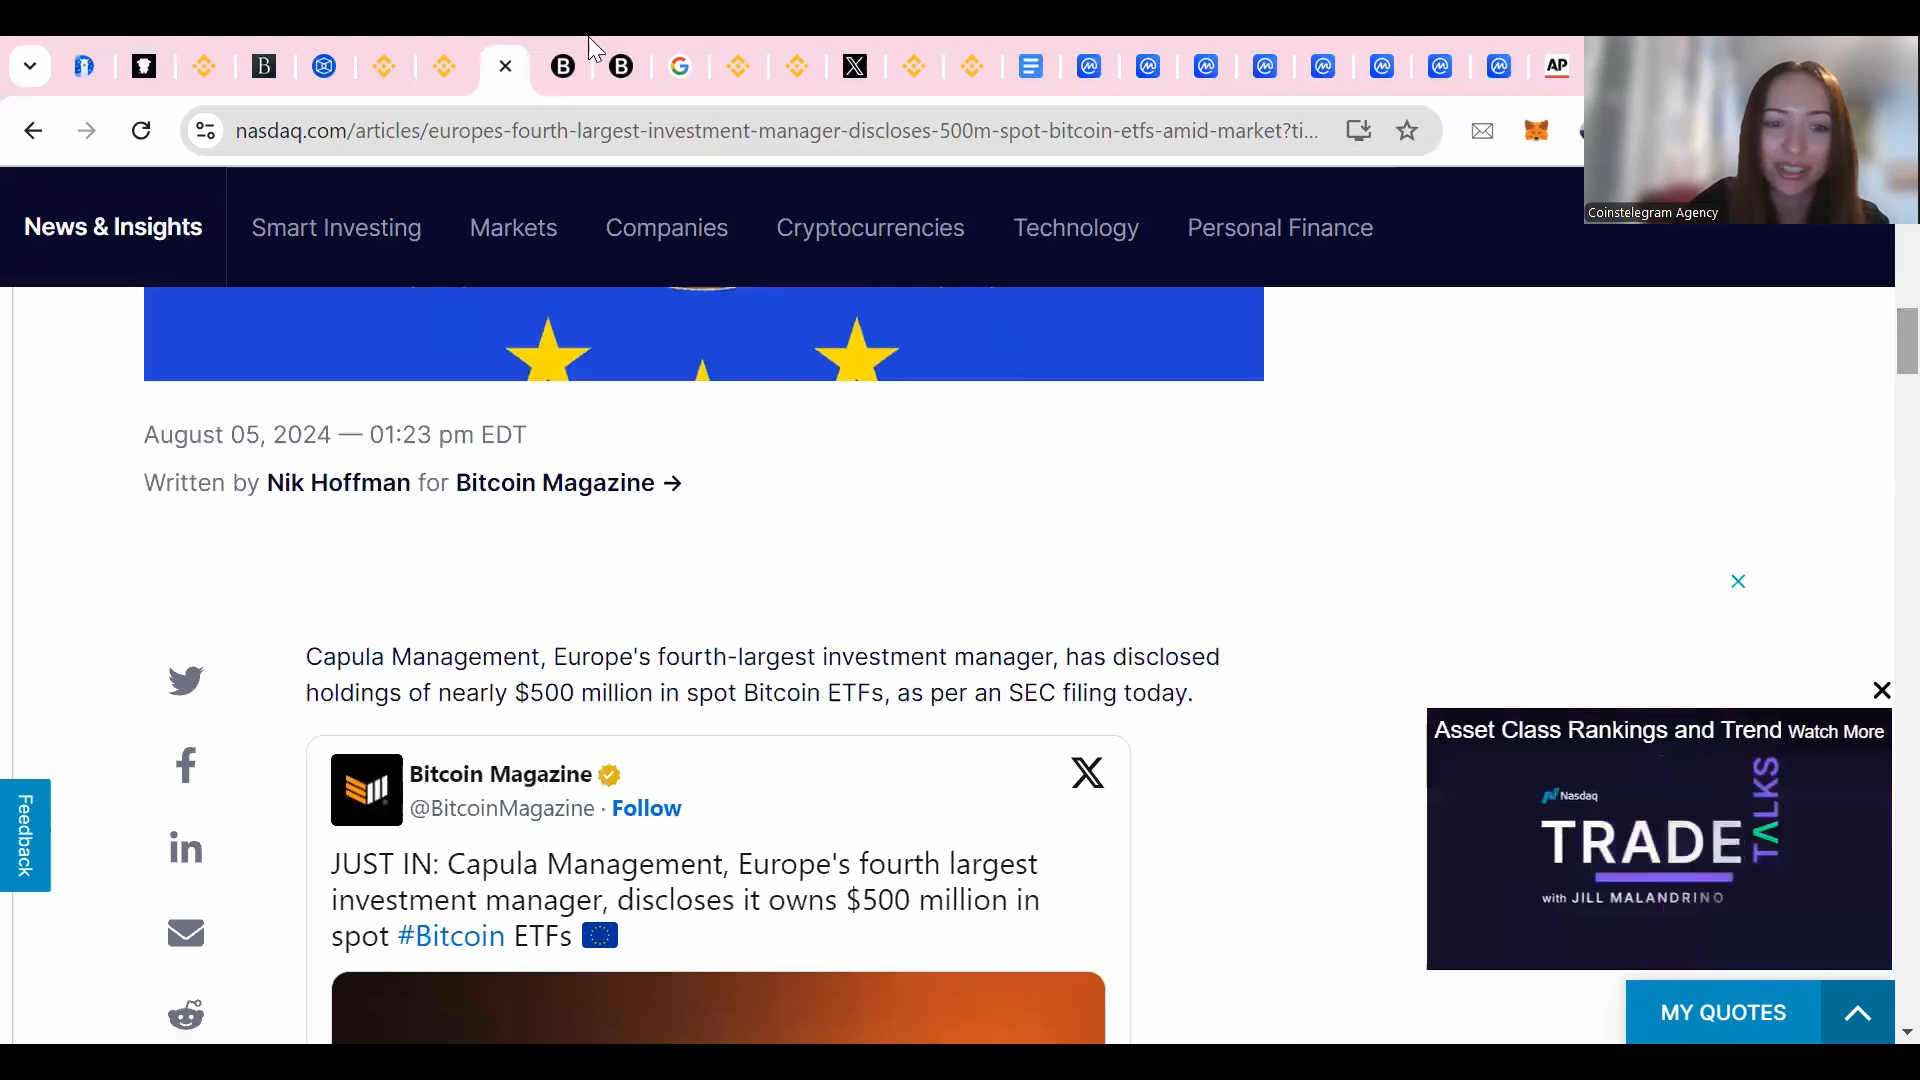 AP
nasdaq.com/articles/europes-fourth-largest-investment-manager-discloses-500m-spot-bitcoin-etfs-amid-market?ti...
Coinstelegram Agency
News & Insights
Smart Investing
Markets
Companies
Cryptocurrencies
Technology
Personal Finance
August 05, 2024 — 01:23 pm EDT
Written by Nik Hoffman for Bitcoin Magazine →
Capula Management, Europe's fourth-largest investment manager, has disclosed
holdings of nearly $500 million in spot Bitcoin ETFs, as per an SEC filing today.
Bitcoin Magazine
@BitcoinMagazine · Follow
JUST IN: Capula Management, Europe's fourth largest
investment manager, discloses it owns $500 million in
spot #Bitcoin ETFs
Feedback
Asset Class Rankings and Trend Watch More
Nasdaq
TRADE
TALKS
with JILL MALANDRINO
MY QUOTES